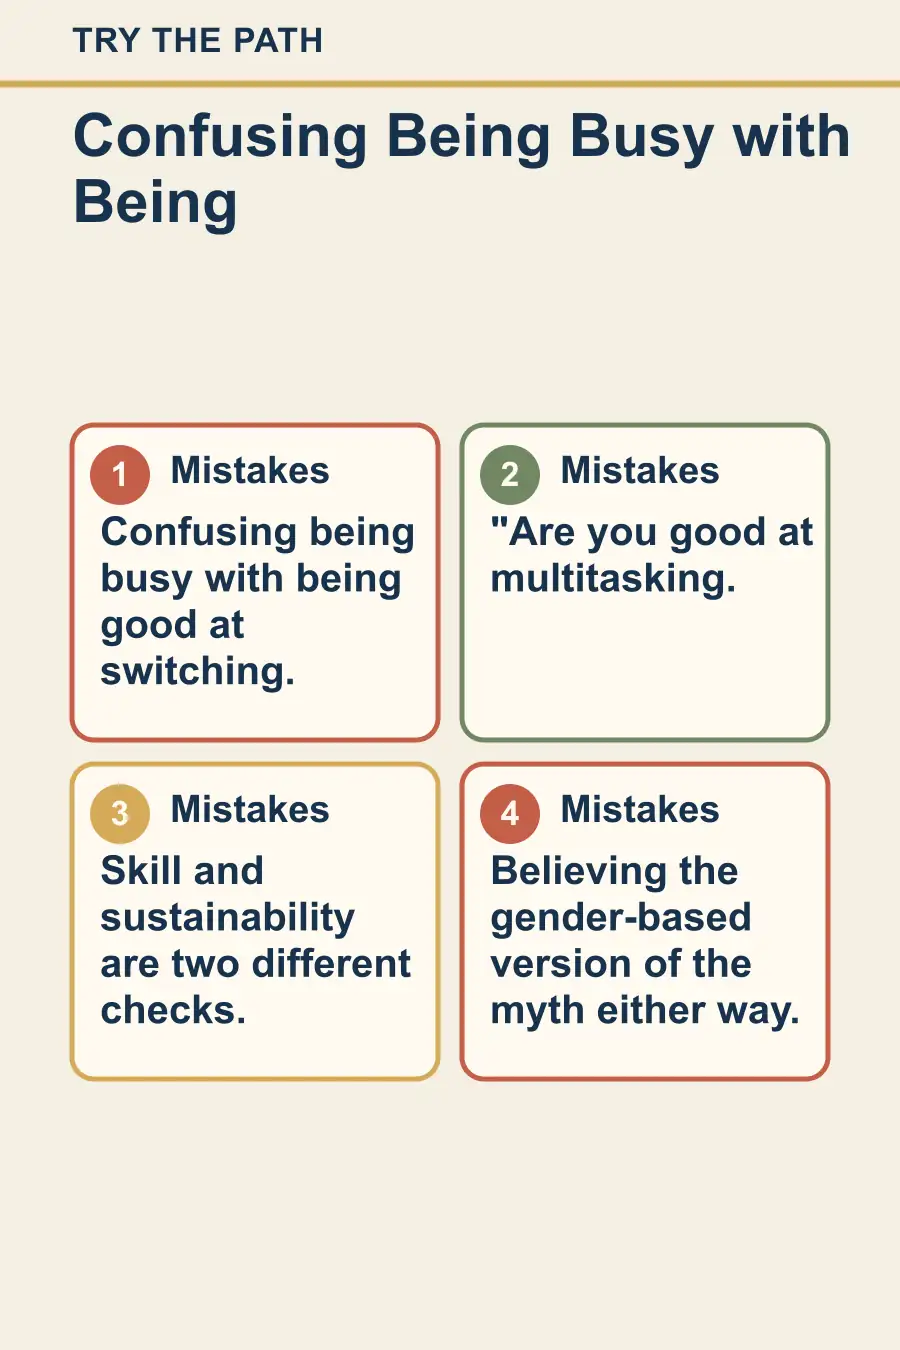 TRY THE PATH
Confusing Being Busy with
Being
1 Mistakes
Confusing being
busy with being
good at
switching.
2 Mistakes
"Are you good at
multitasking.
3 Mistakes
Skill and
sustainability
are two different
checks.
4 Mistakes
Believing the
gender-based
version of the
myth either way.